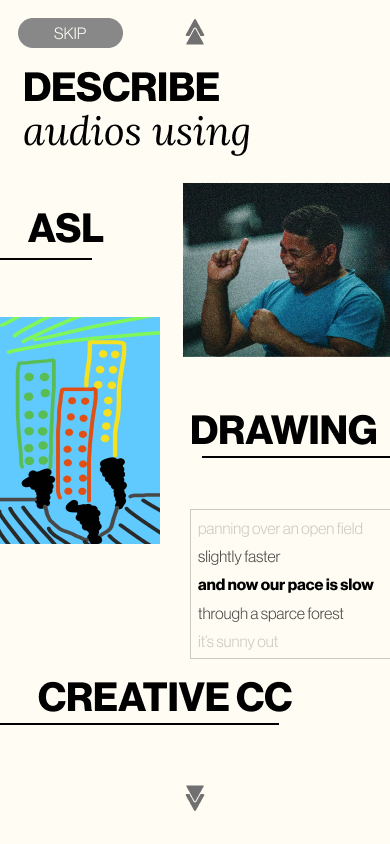 SKIP
DESCRIBE
audios using
ASL
DRAWING
panning over an open field
slightly faster
and now our pace is slow
through a sparce forest
it's sunny out
CREATIVE CC